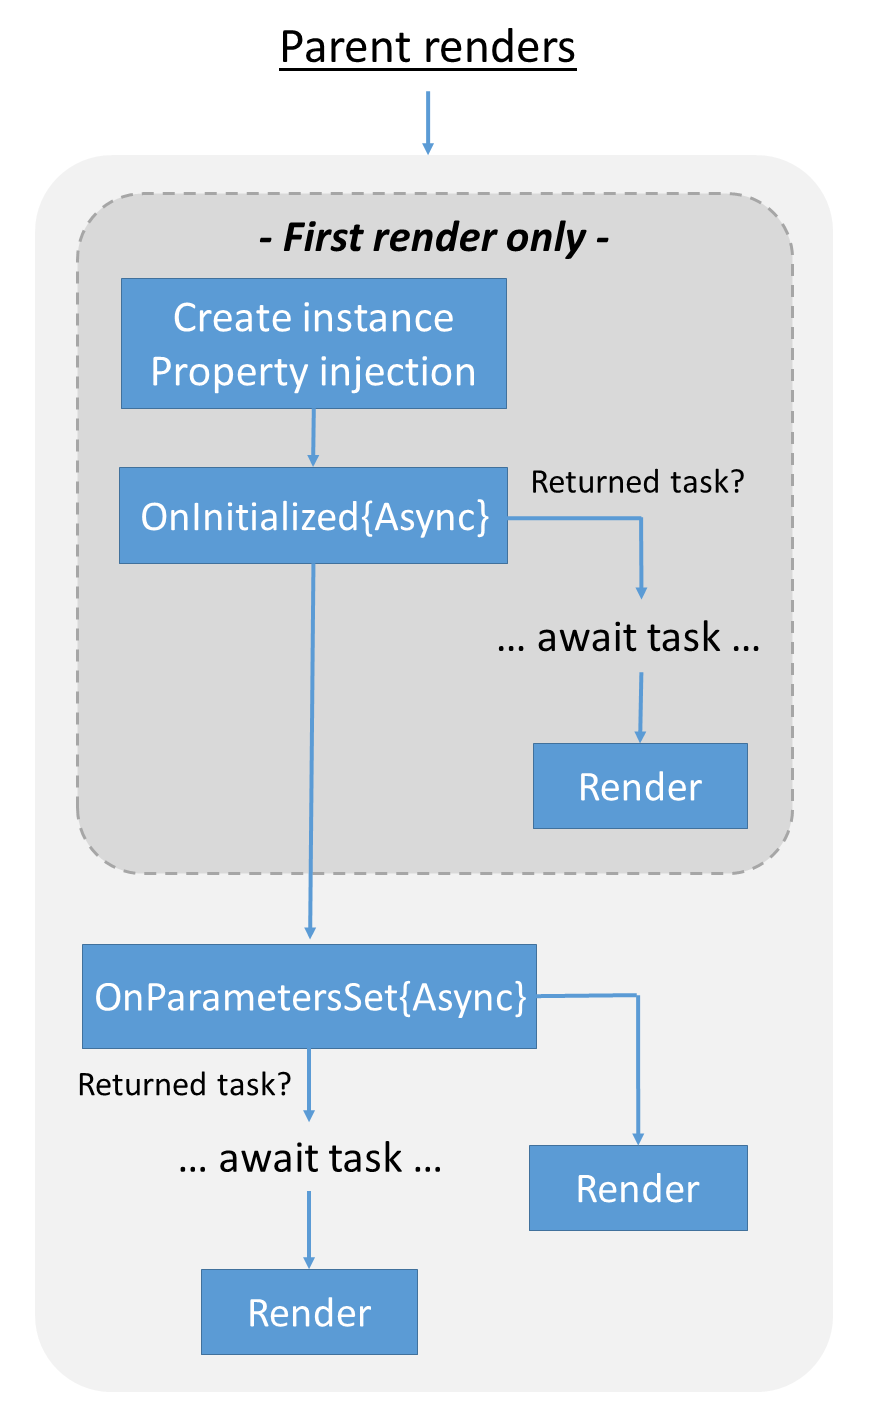 Parent renders
- First render only -
Create instance
Property injection
Returned task?
OnInitialized{Async}
... await task ...
Render
OnParametersSet{Async}
Returned task?
... await task ...
Render
Render